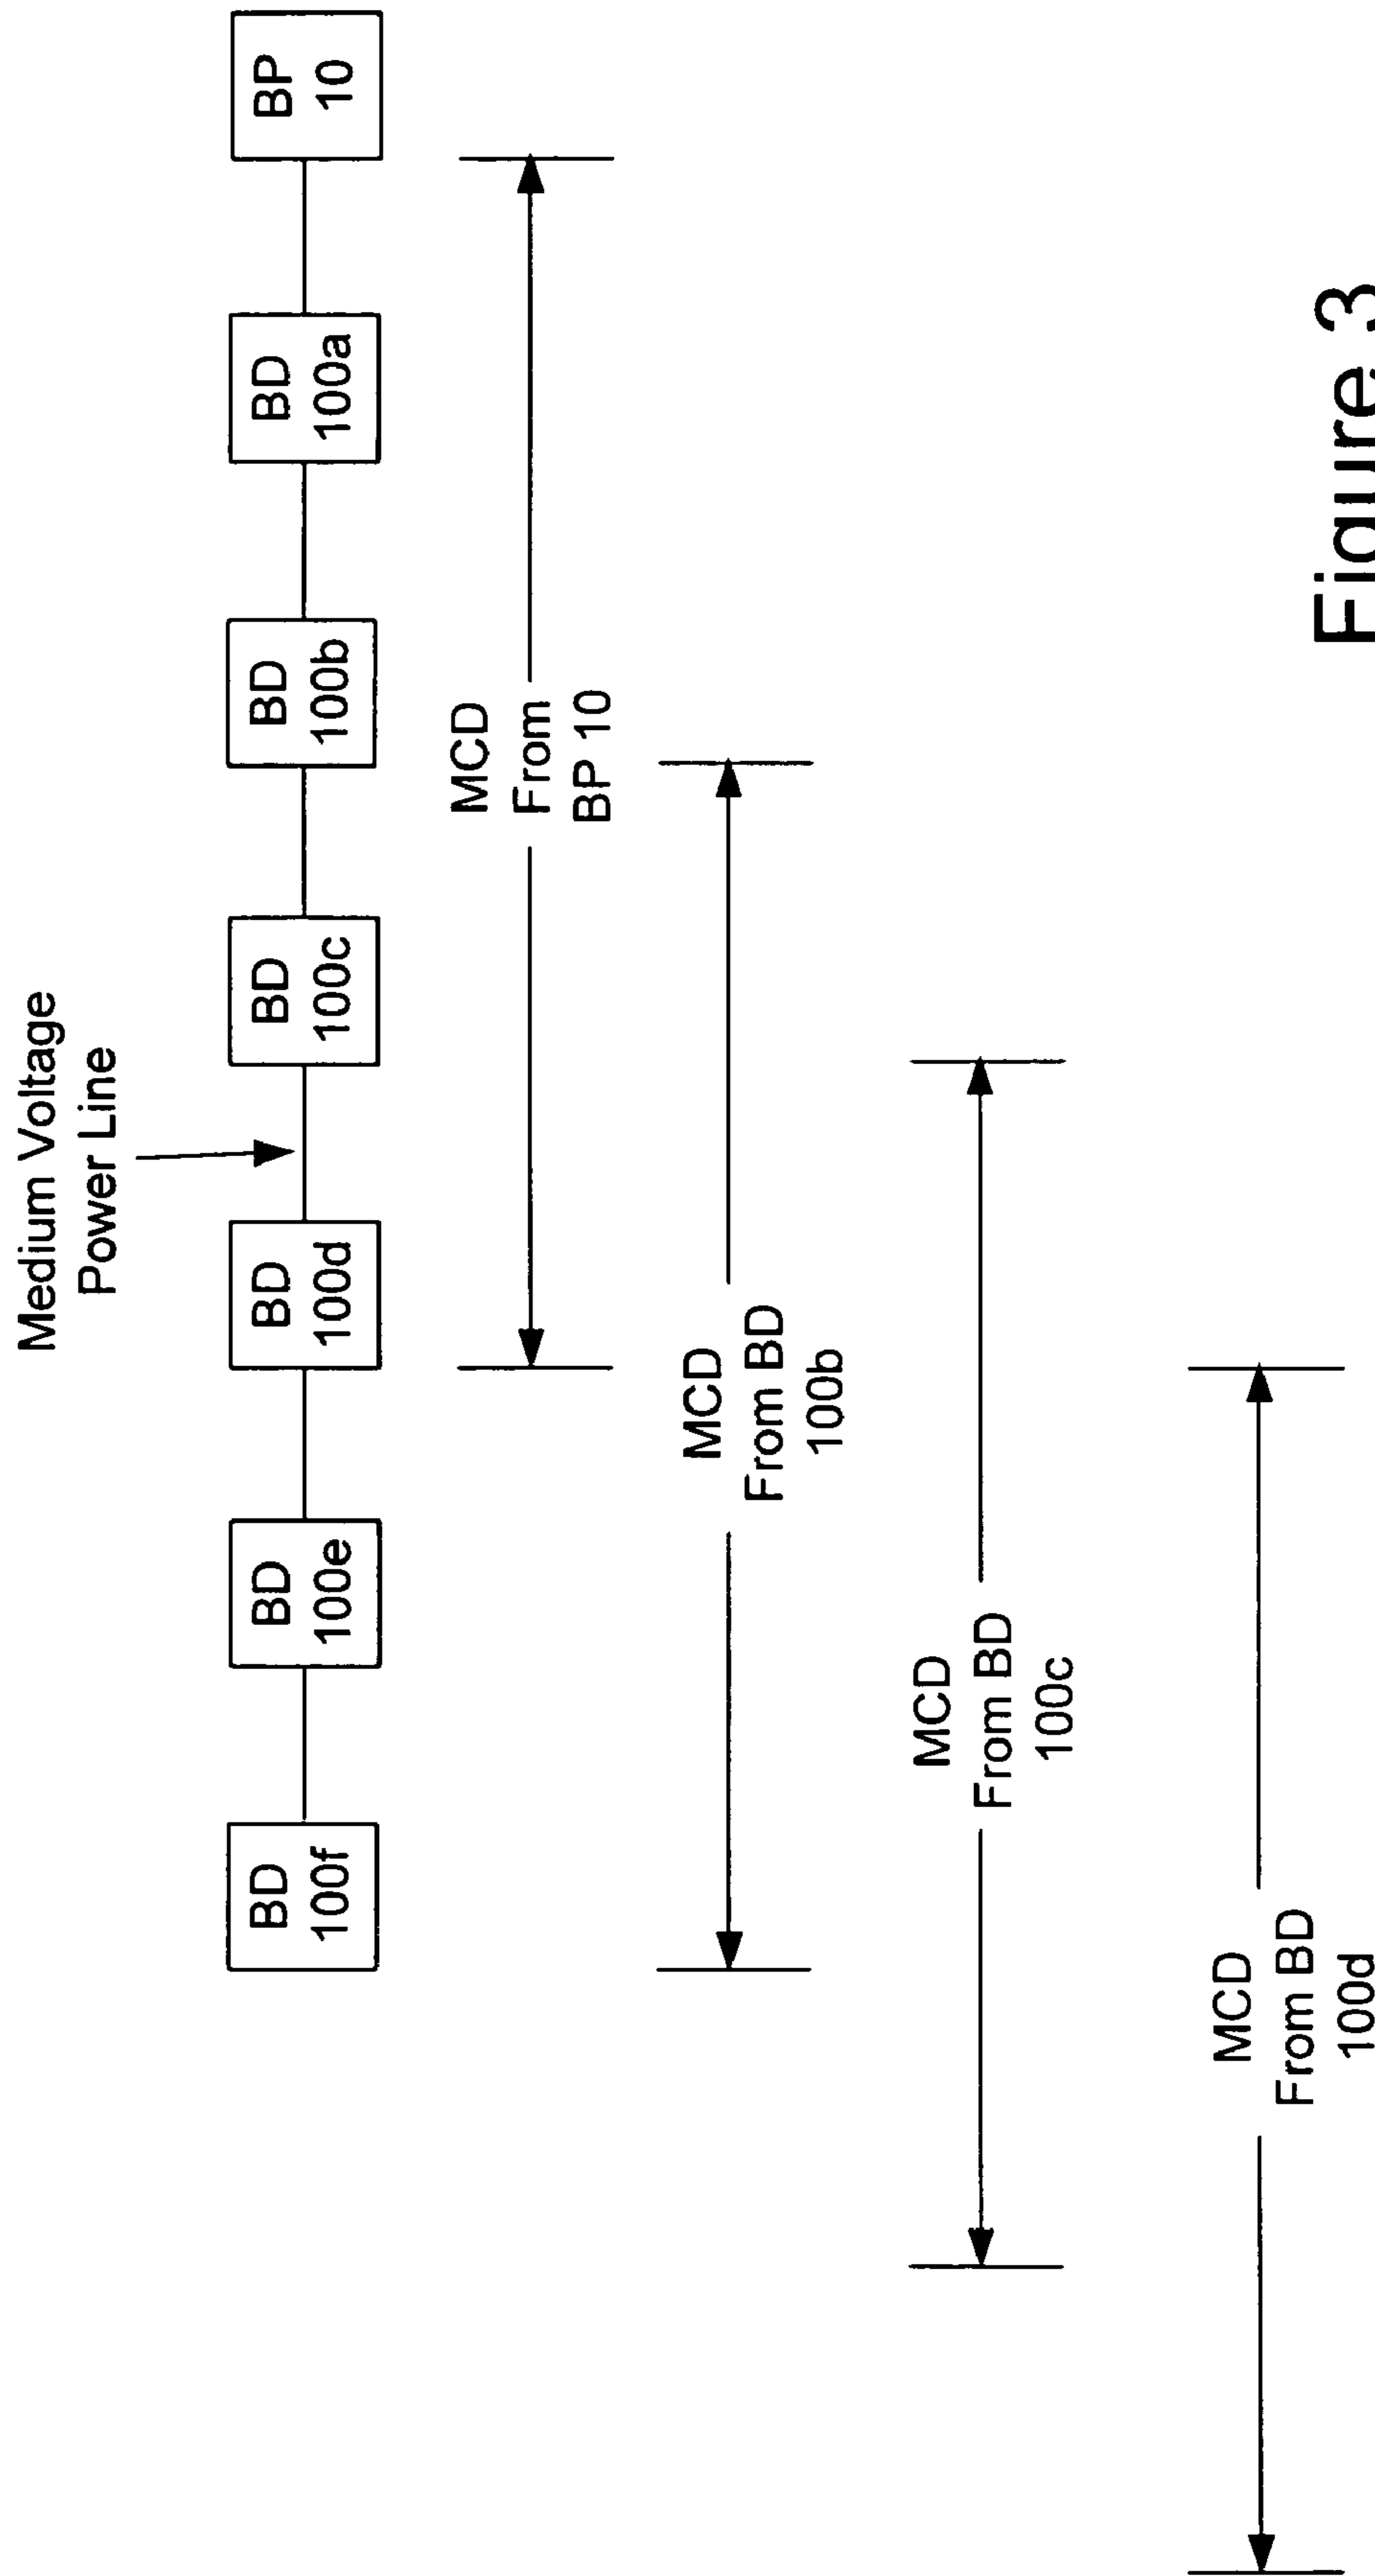 Medium Voltage
Power Line
BD
100f
BD
100e
BD
100d
BD
100c
BD
100b
BD
100a
BP
10
MCD
From
BP 10
MCD
From BD
100b
MCD
From BD
100c
MCD
From BD
100d
Figure 3